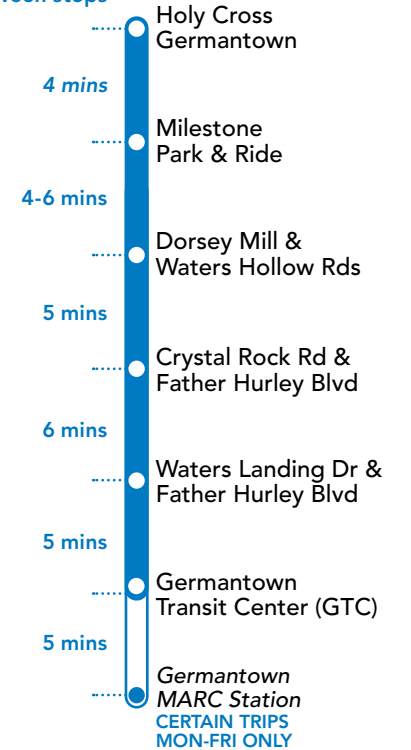 stops
Holy Cross
Germantown
4 mins
Milestone
Park & Ride
4-6 mins
Dorsey Mill &
Waters Hollow Rds
5 mins
Crystal Rock Rd &
Father Hurley Blvd
6 mins
Waters Landing Dr &
Father Hurley Blvd
5 mins
Germantown
Transit Center (GTC)
5 mins
Germantown
MARC Station
CERTAIN TRIPS
MON-FRI ONLY